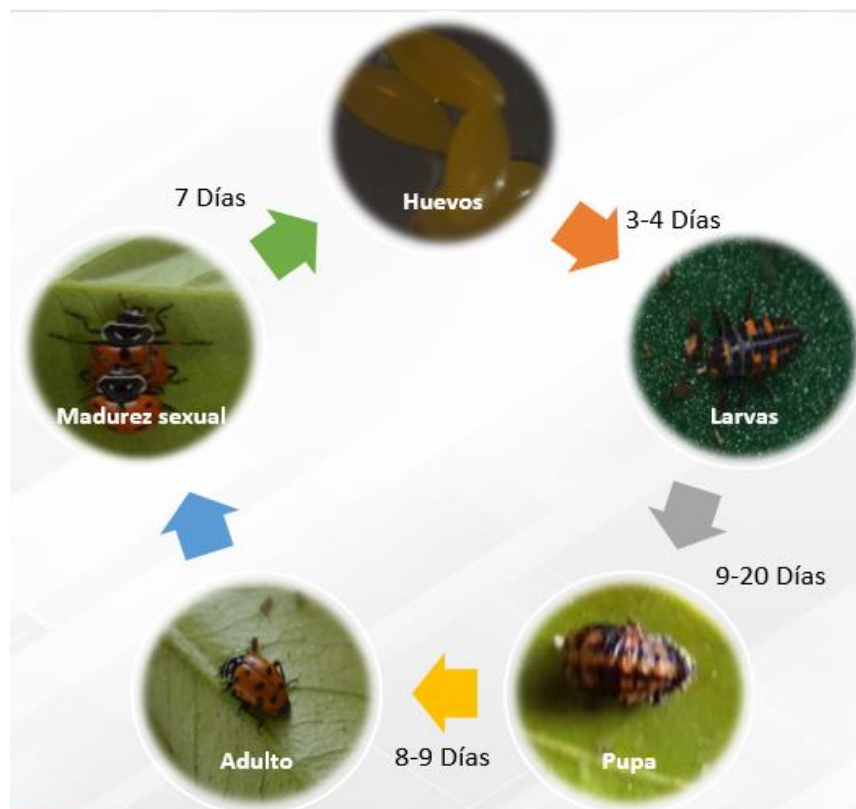 Huevos
3-4 Días
Larvas
9-20 Días
Pupa
8-9 Días
Adulto
Madurez sexual
7 Días